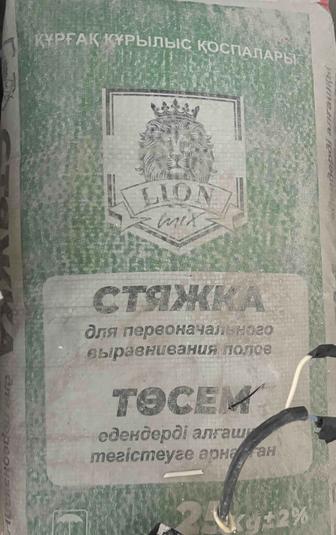 ҚҰРҒАҚ ҚҰРЫЛЫС ҚОСПАЛАРЫ
LION
mix
СТЯЖКА
для первоначального
выравнивания полов
ТӨСЕМ
едендерді алғашқы
тегістеуге арналған
25kg±2%